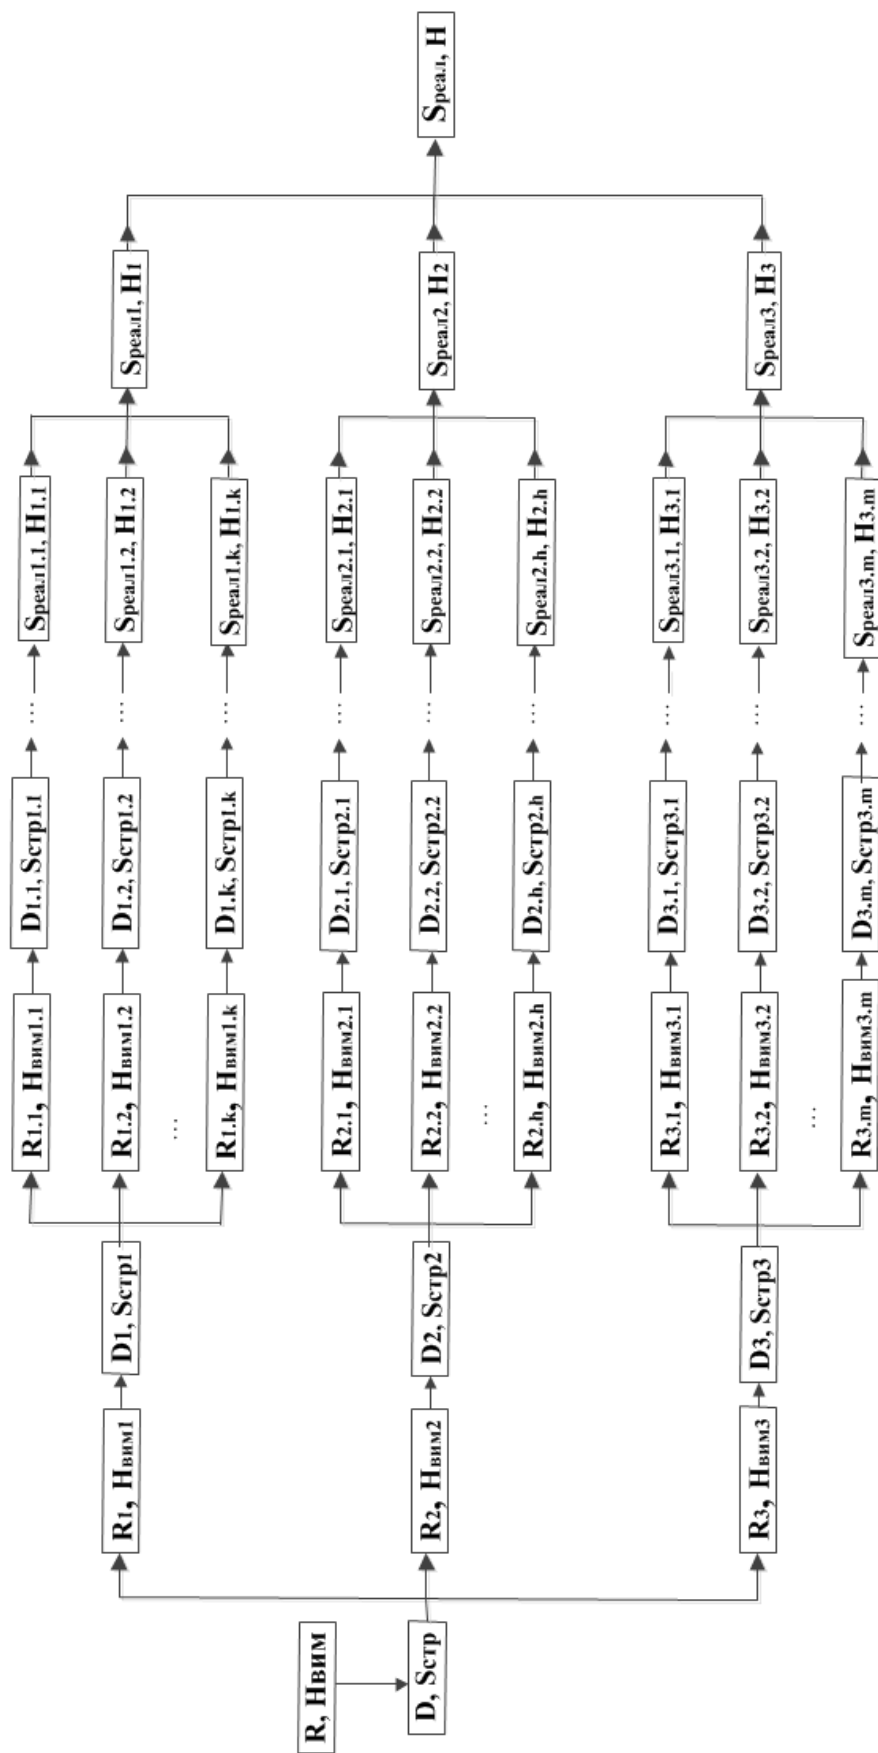 R, Hвим
D, Sстр
R1, Hвим1
D1, Sстр1
R1.1, Hвим1.1
D1.1, Sстр1.1
…
Sреал1.1, H1.1
R1.2, Hвим1.2
D1.2, Sстр1.2
…
Sреал1.2, H1.2
…
R1.k, Hвим1.k
D1.k, Sстр1.k
…
Sреал1.k, H1.k
Sреал1, H1
R2, Hвим2
D2, Sстр2
R2.1, Hвим2.1
D2.1, Sстр2.1
…
Sреал2.1, H2.1
R2.2, Hвим2.2
D2.2, Sстр2.2
…
Sреал2.2, H2.2
…
R2.h, Hвим2.h
D2.h, Sстр2.h
…
Sреал2.h, H2.h
Sреал2, H2
R3, Hвим3
D3, Sстр3
R3.1, Hвим3.1
D3.1, Sстр3.1
…
Sреал3.1, H3.1
R3.2, Hвим3.2
D3.2, Sстр3.2
…
Sреал3.2, H3.2
…
R3.m, Hвим3.m
D3.m, Sстр3.m
…
Sреал3.m, H3.m
Sреал3, H3
Sреал, H